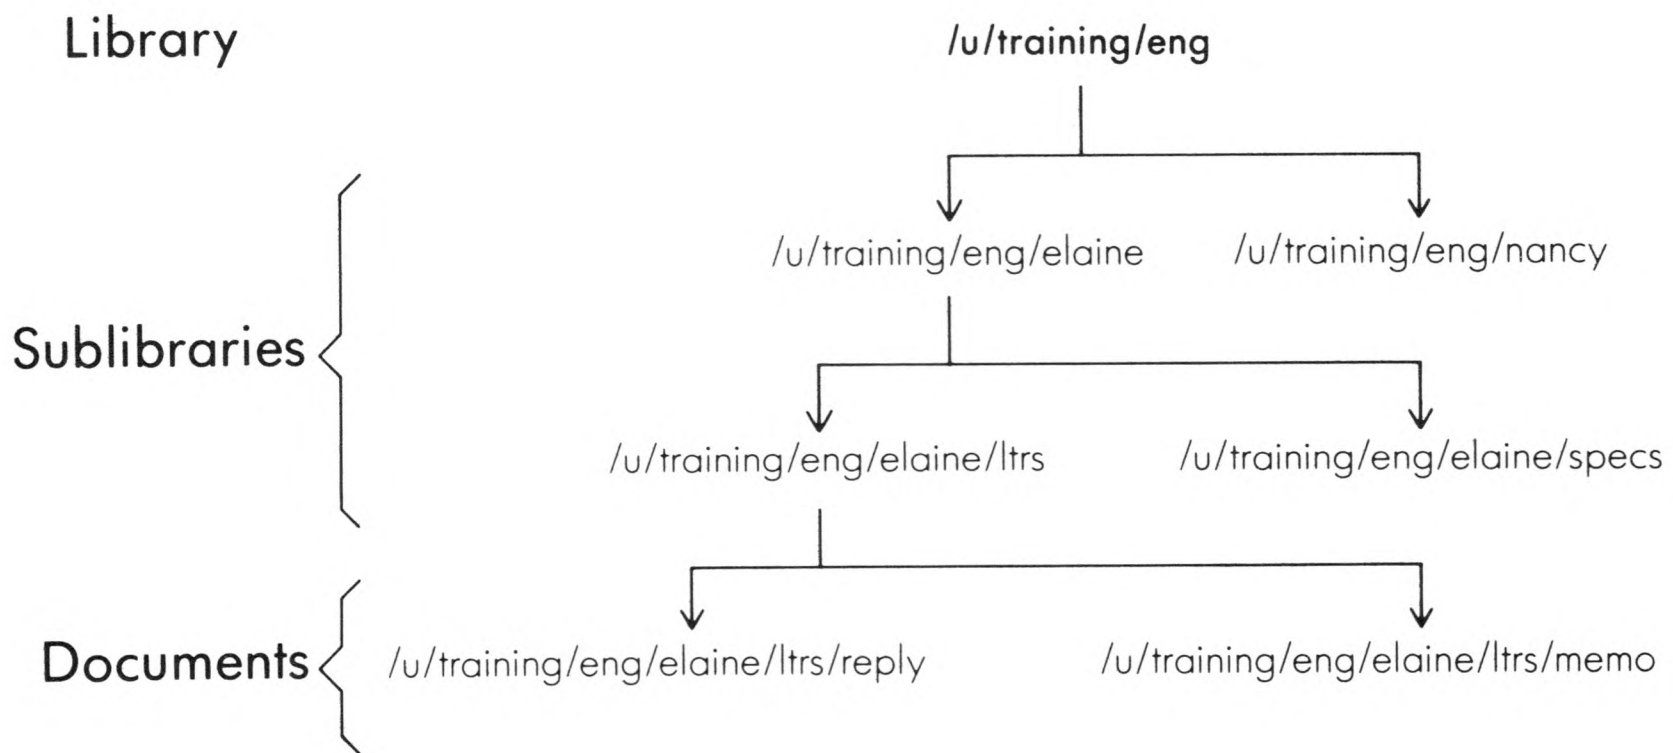 Library
/u/training/eng
/u/training/eng/elaine
/u/training/eng/nancy
Sublibraries
/u/training/eng/elaine/ltrs
/u/training/eng/elaine/specs
Documents
/u/training/eng/elaine/ltrs/reply
/u/training/eng/elaine/ltrs/memo